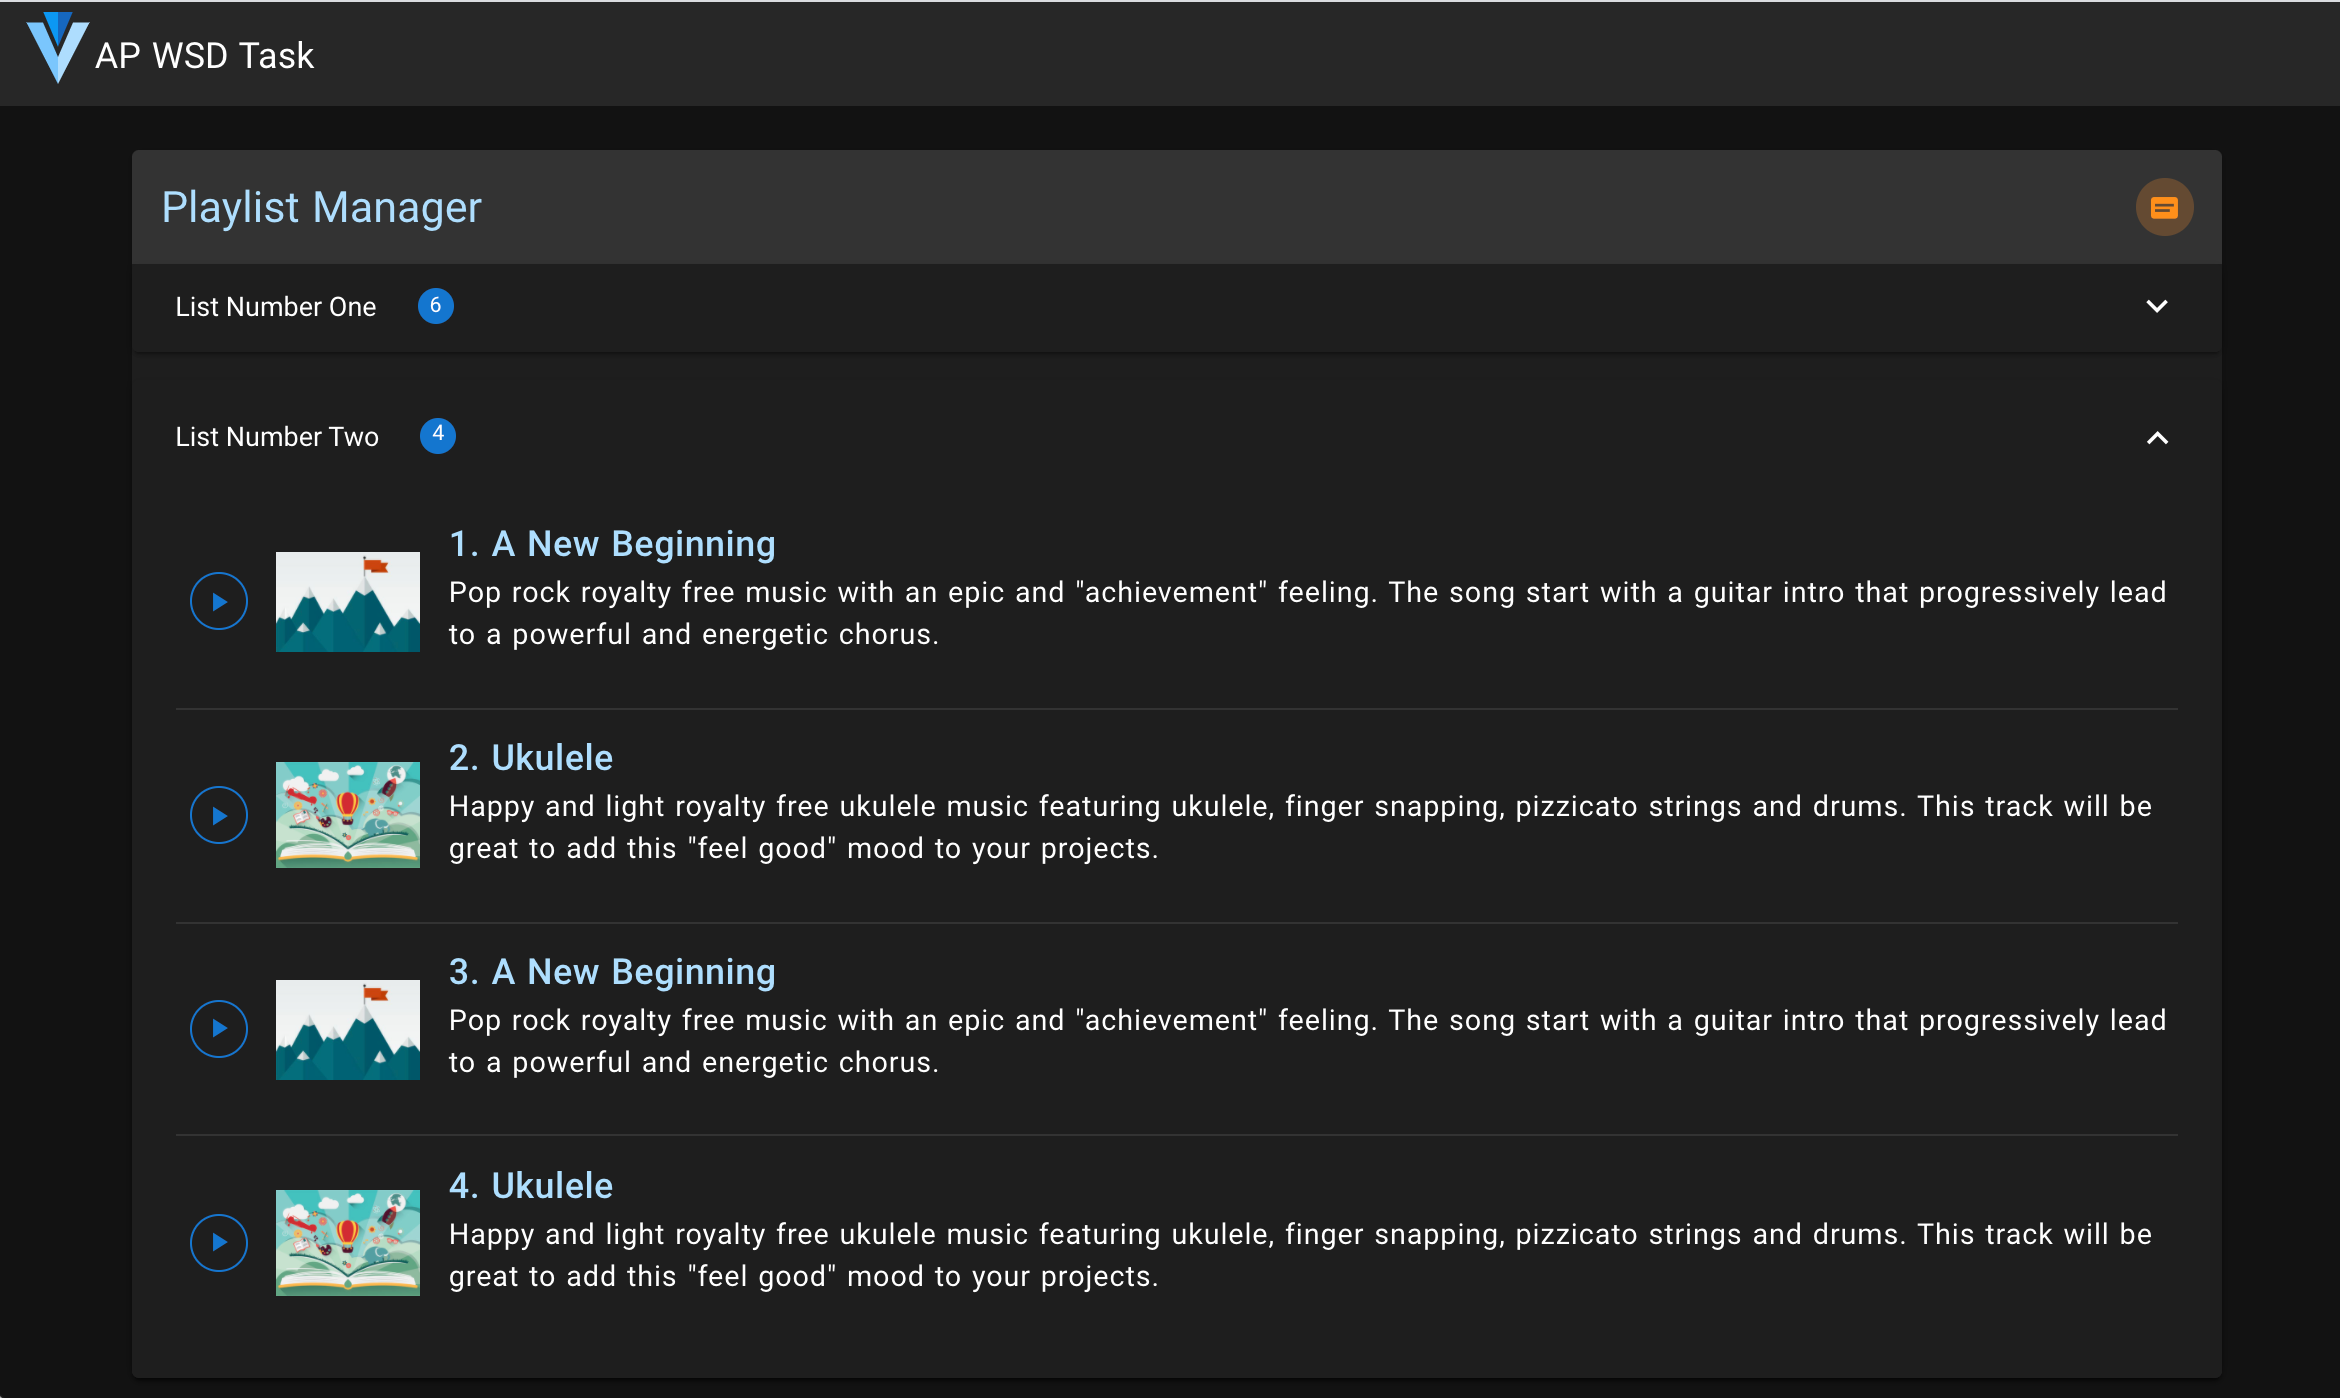 AP WSD Task
Playlist Manager
List Number One 6
List Number Two 4
1. A New Beginning
Pop rock royalty free music with an epic and "achievement" feeling. The song start with a guitar intro that progressively lead
to a powerful and energetic chorus.
2. Ukulele
Happy and light royalty free ukulele music featuring ukulele, finger snapping, pizzicato strings and drums. This track will be
great to add this "feel good" mood to your projects.
3. A New Beginning
Pop rock royalty free music with an epic and "achievement" feeling. The song start with a guitar intro that progressively lead
to a powerful and energetic chorus.
4. Ukulele
Happy and light royalty free ukulele music featuring ukulele, finger snapping, pizzicato strings and drums. This track will be
great to add this "feel good" mood to your projects.